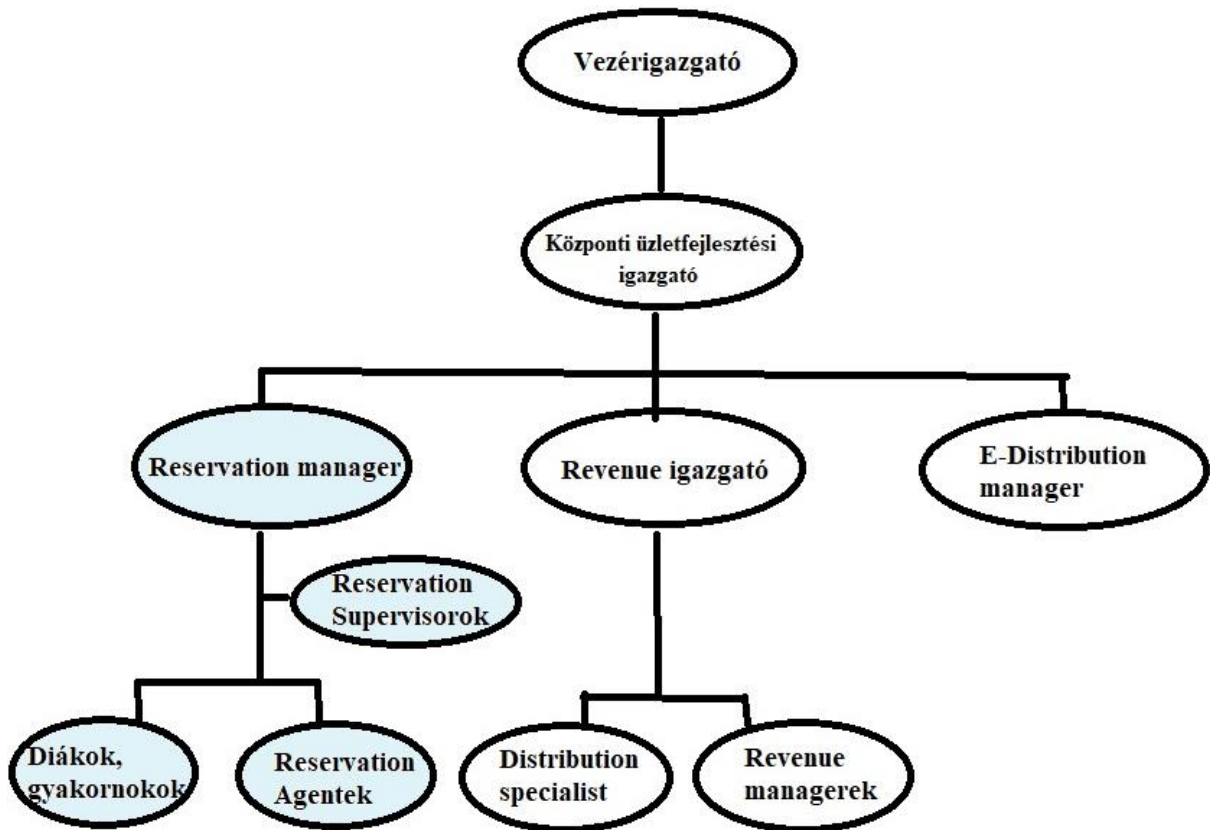 Vezérigazgató
Központi üzletfejlesztési
igazgató
Reservation manager
Revenue igazgató
E-Distribution
manager
Reservation
Supervisorok
Diákok,
gyakornokok
Reservation
Agentek
Distribution
specialist
Revenue
managerek